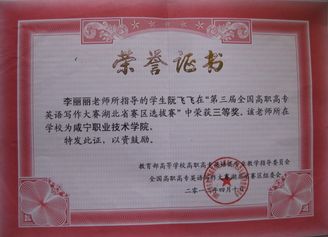 荣誉证书
李丽丽老师所指导的学生阮飞飞在“第三届全国高职高专
英语写作大赛湖北省赛区选拔赛”中荣获三等奖，该老师所在
学校为咸宁职业技术学院，
特发此证，以资鼓励。
教育部高等学校高职高专英语类专业教学指导委员会
全国高职高专英语写作大赛湖北省赛区组委会
二〇一二年四月十日